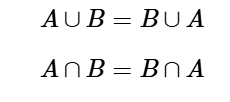 A ∪ B = B ∪ A
A ∩ B = B ∩ A